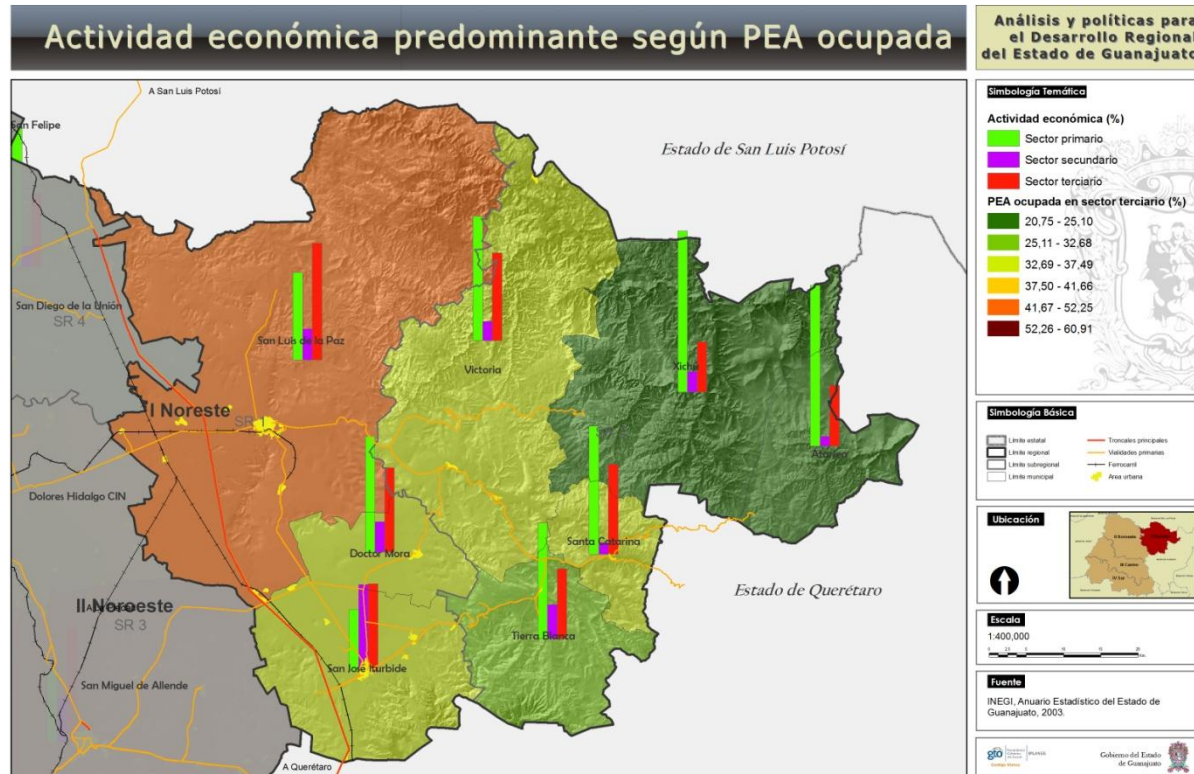 Actividad económica predominante según PEA ocupada
Análisis y políticas para
el Desarrollo Regional
del Estado de Guanajuato
A San Luis Potosí
San Felipe
Estado de San Luis Potosí
San Diego de la Unión
SR 4
San Luis de la Paz
Victoria
Xichú
Atarjea
I Noreste
SR
Dolores Hidalgo CIN
Doctor Mora
Santa Catarina
Estado de Querétaro
II Noroeste
SR 3
Tierra Blanca
San José Iturbide
San Miguel de Allende
A Querétaro
Simbología Temática
Actividad económica (%)
Sector primario
Sector secundario
Sector terciario
PEA ocupada en sector terciario (%)
20,75 - 25,10
25,11 - 32,68
32,69 - 37,49
37,50 - 41,66
41,67 - 52,25
52,26 - 60,91
Simbología Básica
Límite estatal
Límite regional
Límite subregional
Límite municipal
Troncales principales
Vialidades primarias
Ferrocarril
Area urbana
Ubicación
Escala
1:400,000
Fuente
INEGI, Anuario Estadístico del Estado de
Guanajuato, 2003.
gto
Gobierno del Estado
de Guanajuato